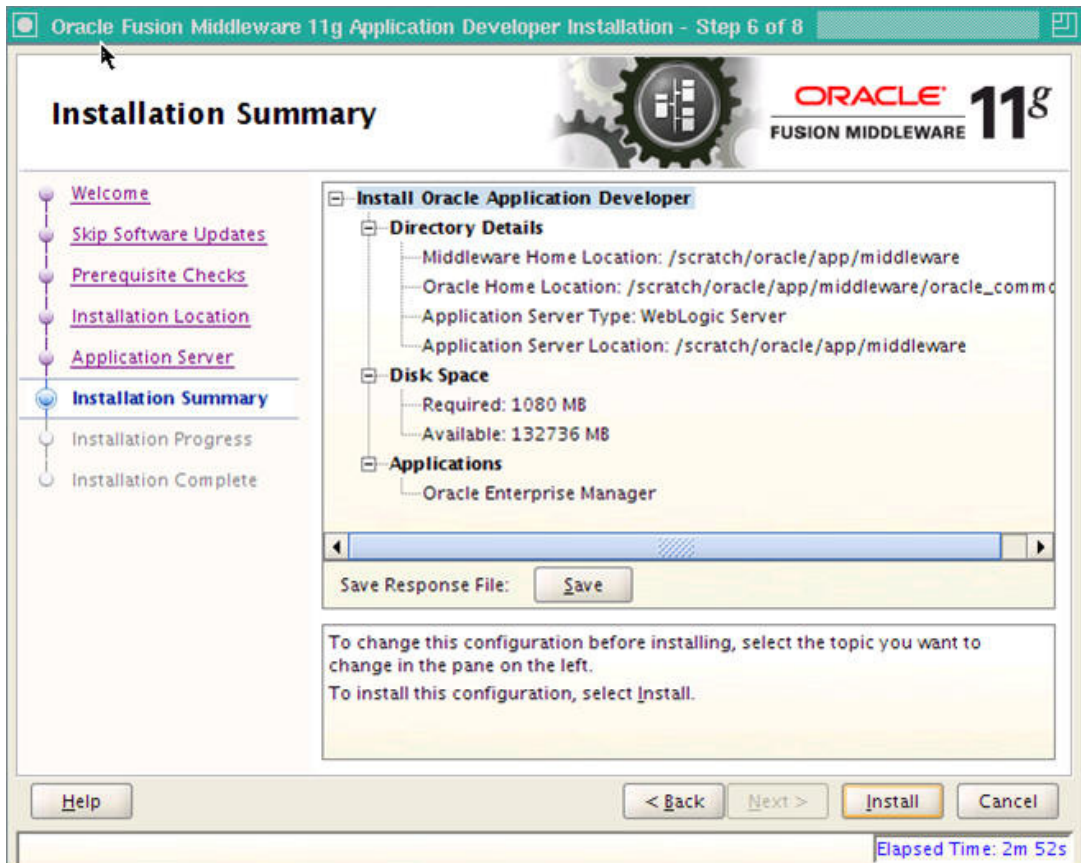 Oracle Fusion Middleware 11g Application Developer Installation - Step 6 of 8
Installation Summary
ORACLE
FUSION MIDDLEWARE
11g
Welcome
Skip Software Updates
Prerequisite Checks
Installation Location
Application Server
Installation Summary
Installation Progress
Installation Complete
Install Oracle Application Developer
Directory Details
Middleware Home Location: /scratch/oracle/app/middleware
Oracle Home Location: /scratch/oracle/app/middleware/oracle_commo
Application Server Type: WebLogic Server
Application Server Location: /scratch/oracle/app/middleware
Disk Space
Required: 1080 MB
Available: 132736 MB
Applications
Oracle Enterprise Manager
Save Response File: Save
To change this configuration before installing, select the topic you want to
change in the pane on the left.
To install this configuration, select Install.
Help
< Back Next > Install Cancel
Elapsed Time: 2m 52s